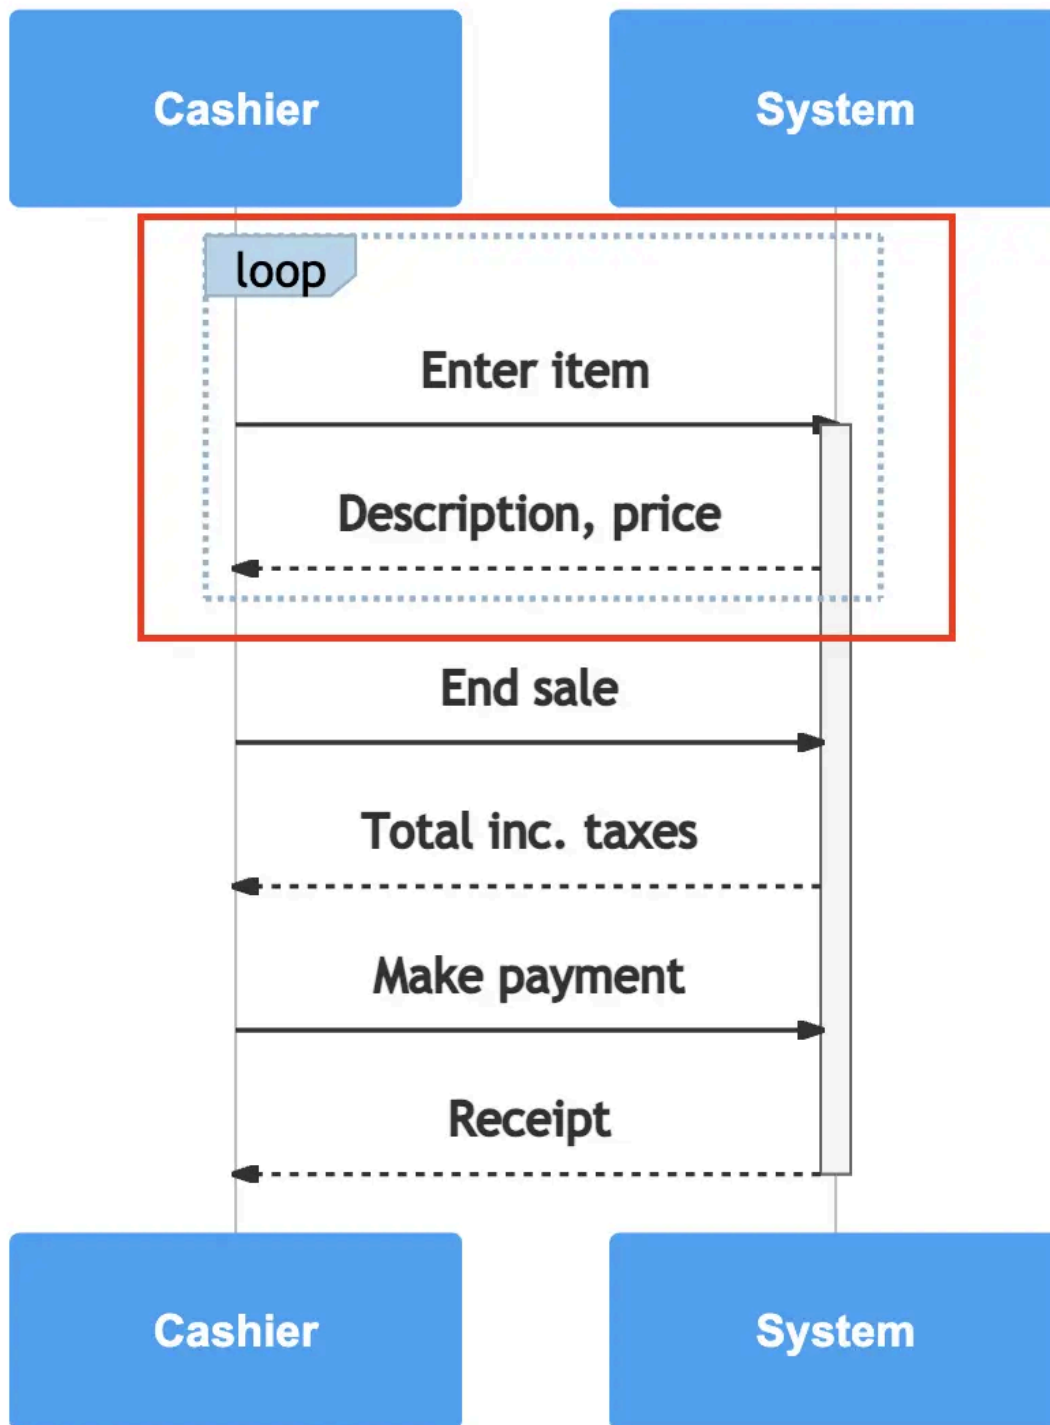 Cashier
System
loop
Enter item
Description, price
End sale
Total inc. taxes
Make payment
Receipt
Cashier
System